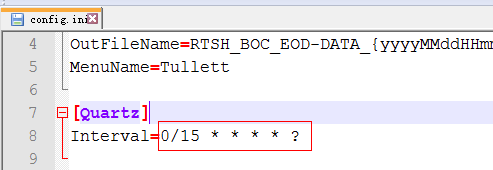 config.ini
4 OutFileName=RTSH_BOC_EOD-DATA_{yyyyMMddHHm
5 MenuName=Tullett
6
7 [Quartz]
8 Interval=0/15 * * * * ?
9